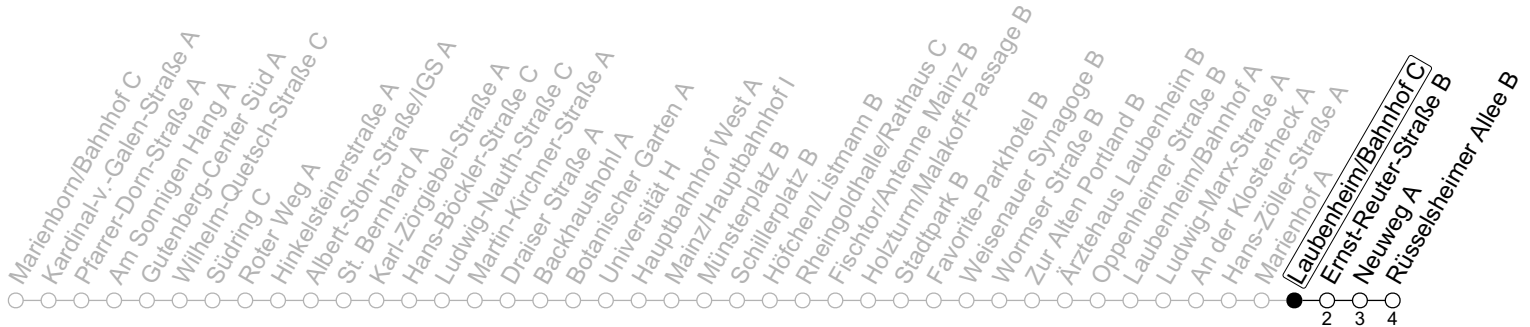 Marienborn/Bahnhof C
Kardinal-v.-Galen-Straße A
Pfarrer-Dorn-Straße A
Am Sonnigen Hang A
Gutenberg-Center Süd A
Wilhelm-Quetsch-Straße C
Südring C
Roter Weg A
Hinkelsteinerstraße A
Albert-Stohr-Straße/IGS A
St. Bernhard A
Karl-Zörgiebel-Straße A
Hans-Böckler-Straße C
Ludwig-Nauth-Straße C
Martin-Kirchner-Straße A
Draiser Straße A
Backhaushohl A
Botanischer Garten A
Universität H
Hauptbahnhof West A
Mainz/Hauptbahnhof I
Münsterplatz B
Schillerplatz B
Höfchen/Listmann B
Rheingoldhalle/Rathaus C
Fischtor/Antenne Mainz B
Holzturm/Malakoff-Passage B
Stadtpark B
Favorite-Parkhotel B
Weisenauer Synagoge B
Wormser Straße B
Zur Alten Portland B
Ärztehaus Laubenheim B
Oppenheimer Straße B
Laubenheim/Bahnhof A
Ludwig-Marx-Straße A
An der Klosterheck A
Hans-Zöller-Straße A
Marienhof A
Laubenheim/Bahnhof C
Ernst-Reuter-Straße B
Neuweg A
Rüsselsheimer Allee B
2 3 4